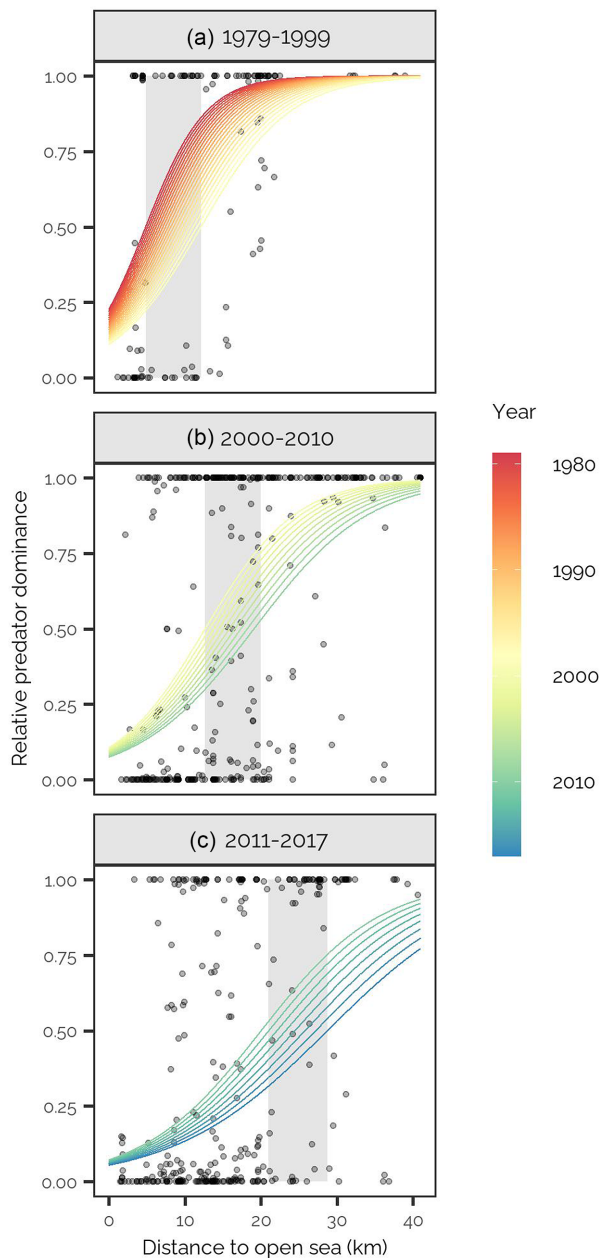 (a) 1979-1999
1.00
0.75
0.50
0.25
0.00
(b) 2000-2010
1.00
0.75
0.50
0.25
0.00
(c) 2011-2017
1.00
0.75
0.50
0.25
0.00
0 10 20 30 40
Distance to open sea (km)
Relative predator dominance
Year
1980
1990
2000
2010